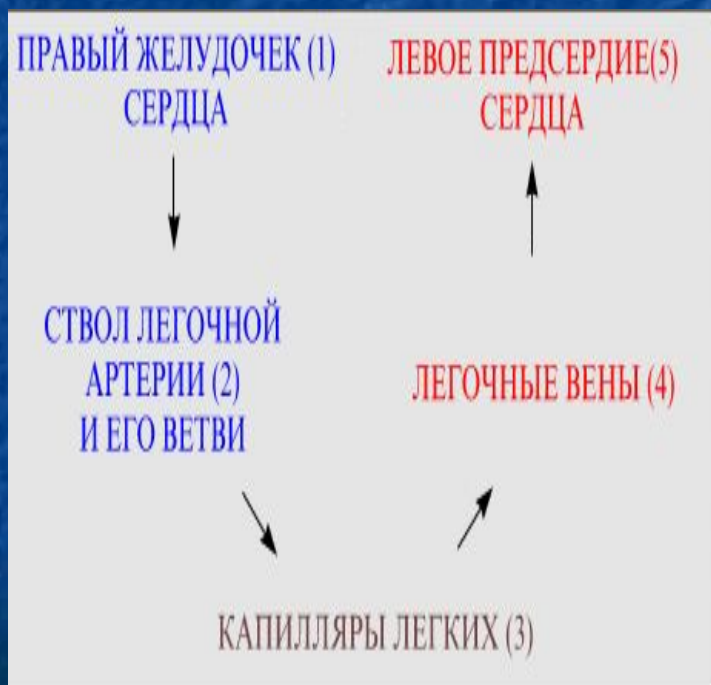 ПРАВЫЙ ЖЕЛУДОЧЕК (1)
СЕРДЦА
СТВОЛ ЛЕГОЧНОЙ
АРТЕРИИ (2)
И ЕГО ВЕТВИ
КАПИЛЛЯРЫ ЛЕГКИХ (3)
ЛЕГОЧНЫЕ ВЕНЫ (4)
ЛЕВОЕ ПРЕДСЕРДИЕ(5)
СЕРДЦА